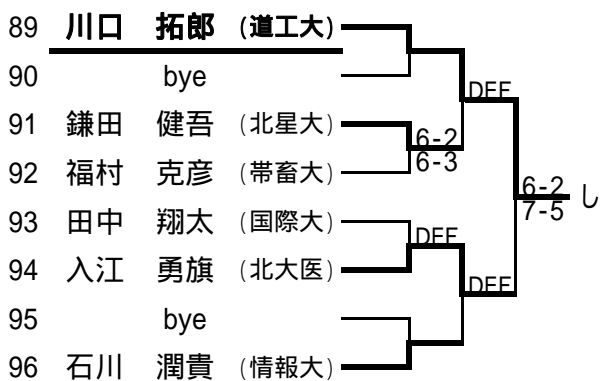 89 川口 拓郎 (道工大)
90 bye
DEF
91 鎌田 健吾 (北星大)
6-2
6-3
92 福村 克彦 (帯畜大)
6-2
7-5
し
93 田中 翔太 (国際大)
DEF
94 入江 勇旗 (北大医)
DEF
95 bye
96 石川 潤貴 (情報大)